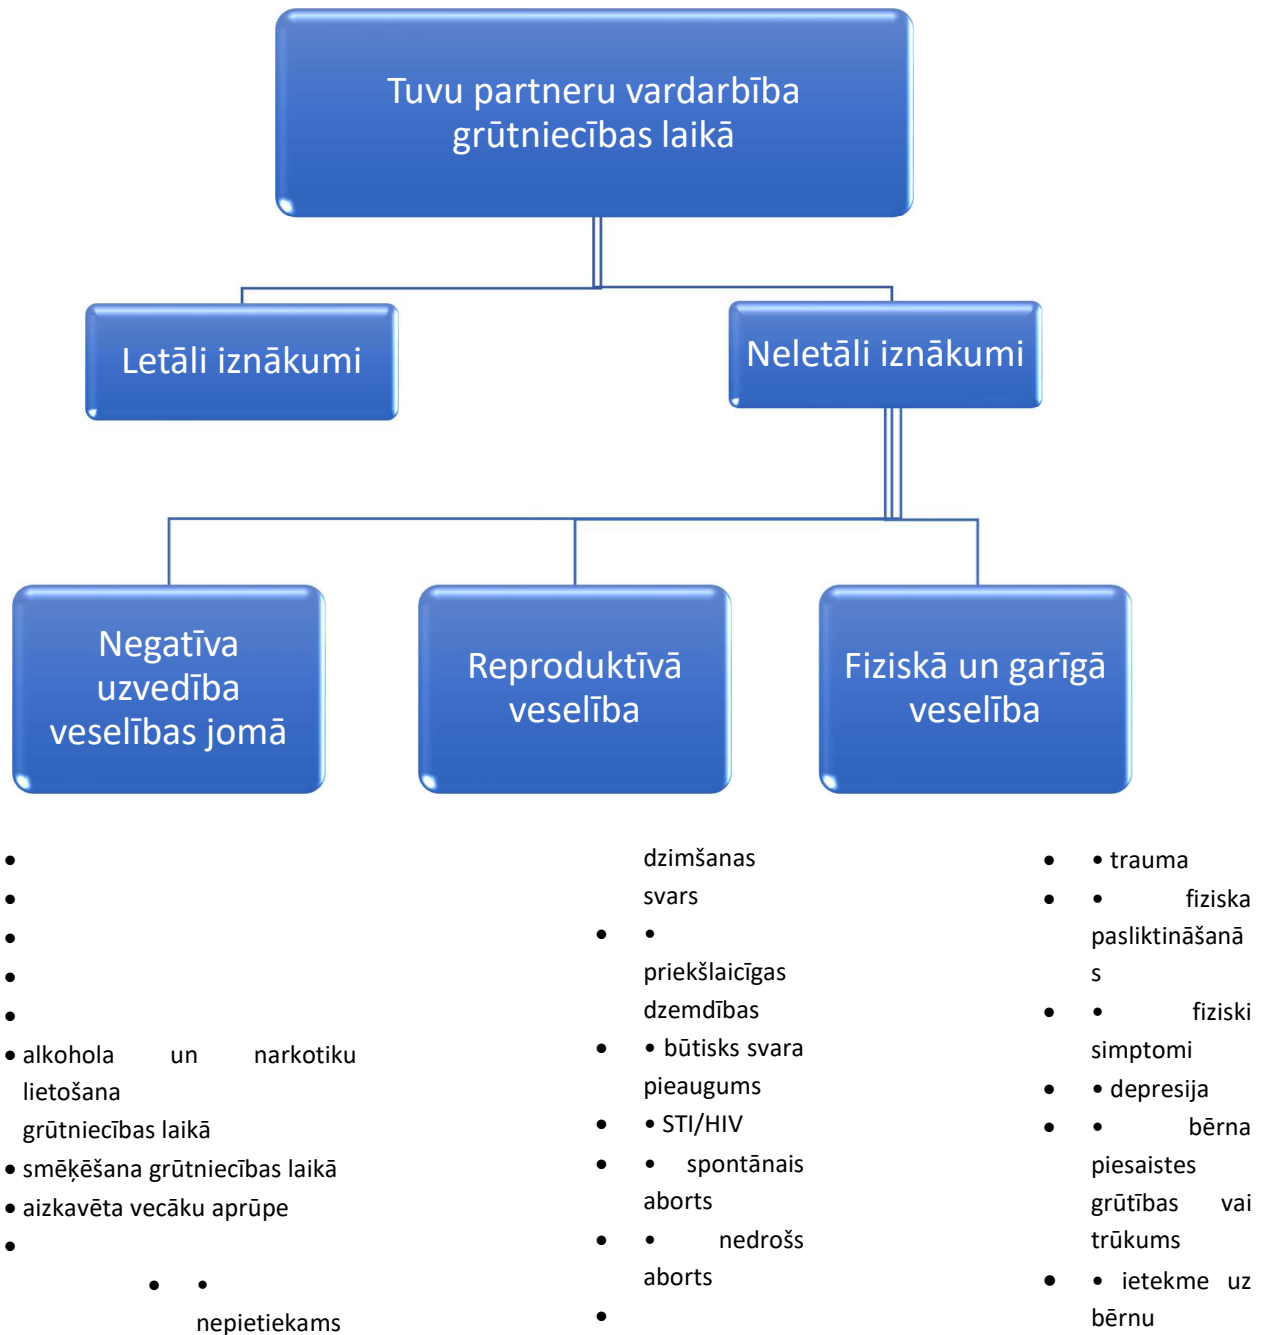 Tuvu partneru vardarbība
grūtniecības laikā
Letāli iznākumi
Neletāli iznākumi
Negatīva
uzvedība
veselības jomā
Reproduktīvā
veselība
Fiziskā un garīgā
veselība
•
•
•
•
•
• alkohola un narkotiku
lietošana
grūtniecības laikā
• smēķēšana grūtniecības laikā
• aizkavēta vecāku aprūpe
•
• •
nepietiekams
dzimšanas
svars
• •
priekšlaicīgas
dzemdības
• • būtisks svara
pieaugums
• • STI/HIV
• • spontānais
aborts
• • nedrošs
aborts
•
• • trauma
• • fiziska
pasliktināšanā
s
• • fiziski
simptomi
• • depresija
• • bērna
piesaistes
grūtības vai
trūkums
• • ietekme uz
bērnu